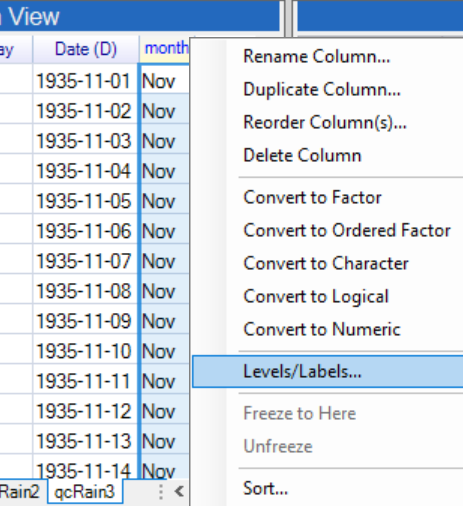 View
ay Date (D) month
1935-11-01 Nov
1935-11-02 Nov
1935-11-03 Nov
1935-11-04 Nov
1935-11-05 Nov
1935-11-06 Nov
1935-11-07 Nov
1935-11-08 Nov
1935-11-09 Nov
1935-11-10 Nov
1935-11-11 Nov
1935-11-12 Nov
1935-11-13 Nov
1935-11-14 Nov
Rain2 qcRain3
Rename Column...
Duplicate Column...
Reorder Column(s)...
Delete Column
Convert to Factor
Convert to Ordered Factor
Convert to Character
Convert to Logical
Convert to Numeric
Levels/Labels...
Freeze to Here
Unfreeze
Sort...